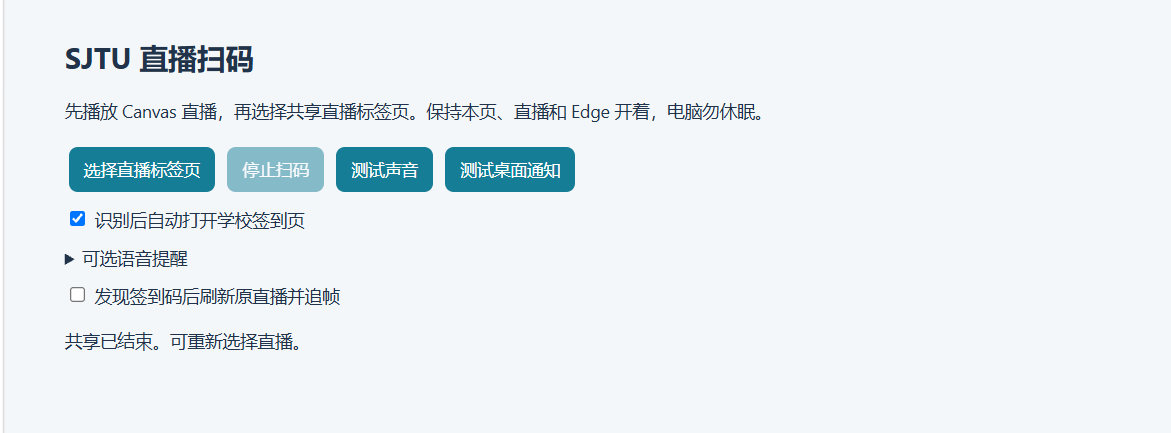 SJTU 直播扫码
先播放 Canvas 直播，再选择共享直播标签页。保持本页、直播和 Edge 开着，电脑勿休眠。
选择直播标签页 停止扫码 测试声音 测试桌面通知
识别后自动打开学校签到页
可选语音提醒
发现签到码后刷新原直播并追帧
共享已结束。可重新选择直播。